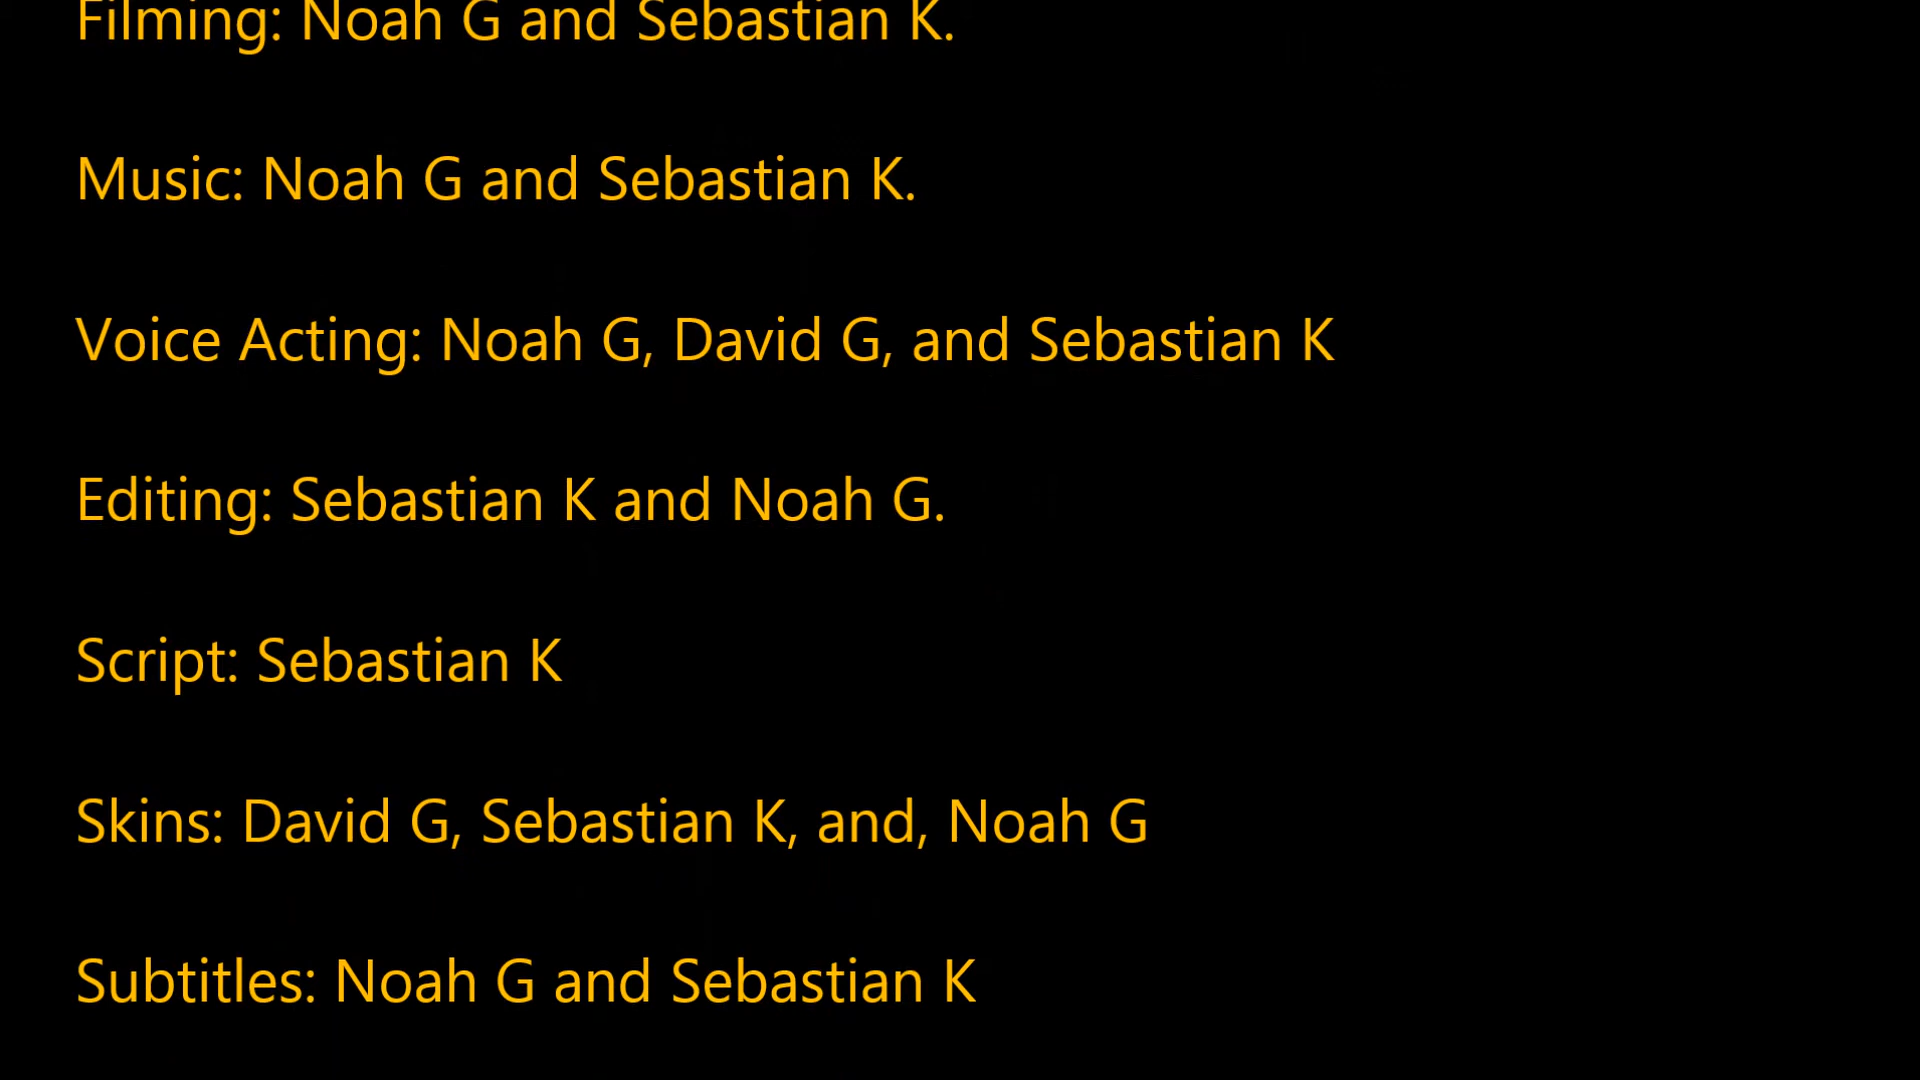 Filming: Noah G and Sebastian K.
Music: Noah G and Sebastian K.
Voice Acting: Noah G, David G, and Sebastian K
Editing: Sebastian K and Noah G.
Script: Sebastian K
Skins: David G, Sebastian K, and, Noah G
Subtitles: Noah G and Sebastian K